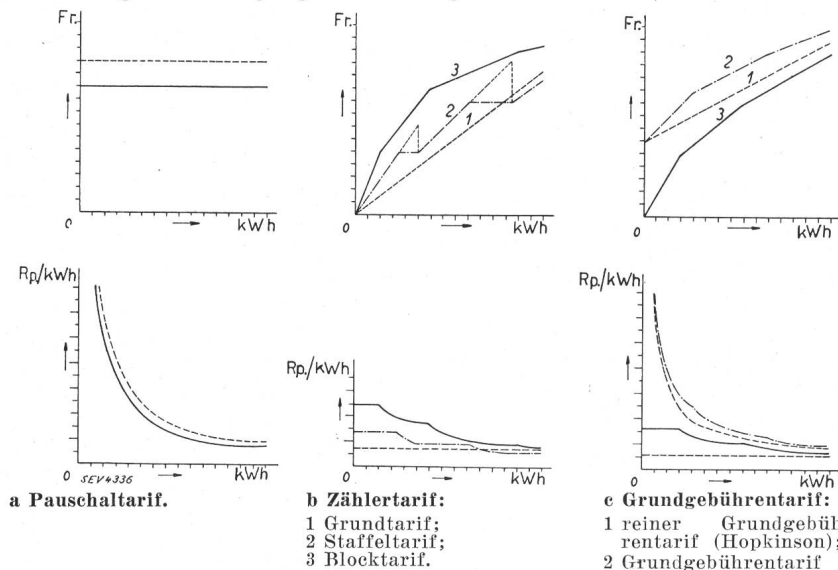 Fr.
0
kWh
Fr.
3
2
1
0
kWh
Fr.
2
1
3
0
kWh
Rp/kWh
0
SEV4336
kWh
Rp./kWh
0
kWh
Rp./kWh
0
kWh
a Pauschaltarif.
b Zählertarif:
1 Grundtarif;
2 Staffeltarif;
3 Blocktarif.
c Grundgebührentarif:
1 reiner Grundgebüh
rentarif (Hopkinson);
2 Grundgebührentarif